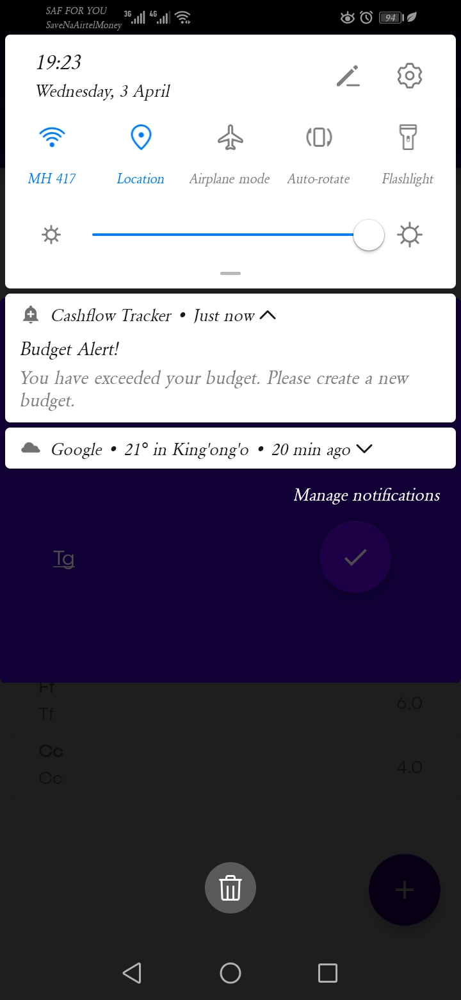 SAF FOR YOU
SaveNaAirtelMoney
3G
4G
94
19:23
Wednesday, 3 April
MH 417
Location
Airplane mode
Auto-rotate
Flashlight
Cashflow Tracker • Just now
Budget Alert!
You have exceeded your budget. Please create a new
budget.
Google • 21° in King'ong'o • 20 min ago
Manage notifications
Tg
Ff
6.0
Tf
Cc
4.0
Cc